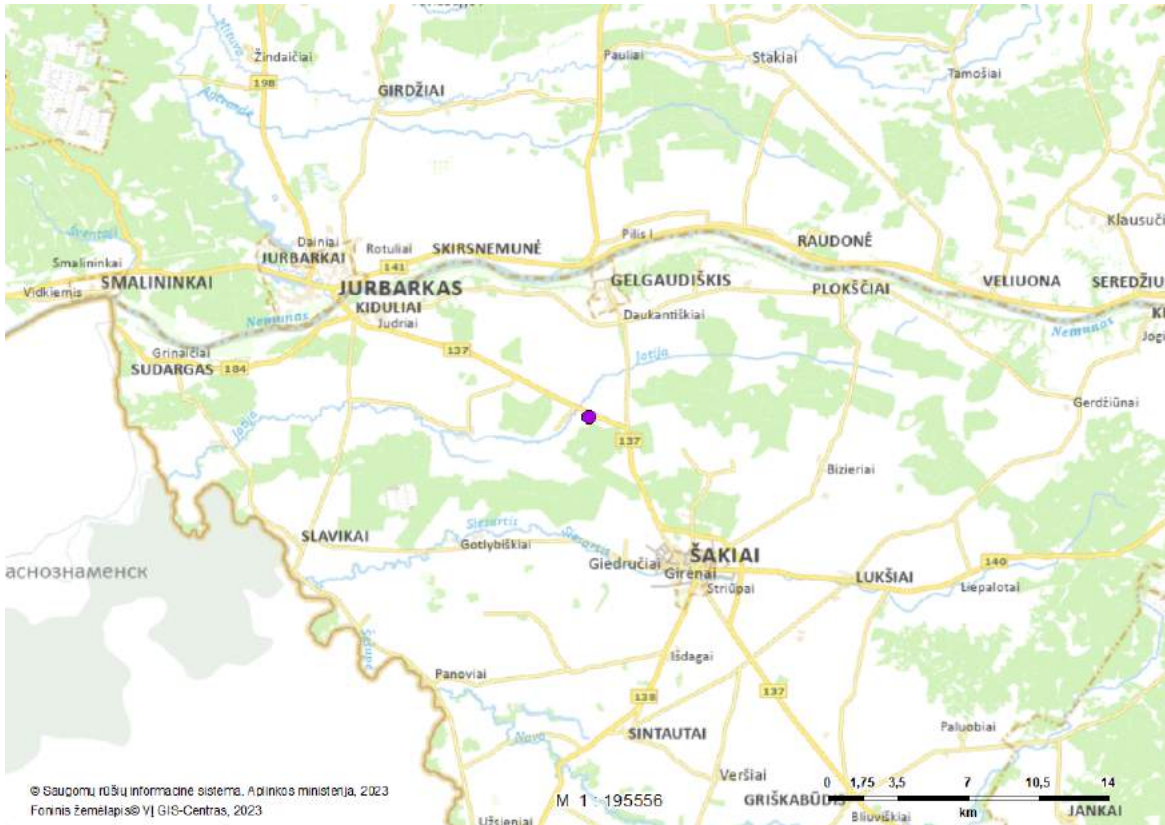 Mituva
Žindaičiai
198
Pauliai
Stakiai
Tamošiai
GIRDŽIAI
Klausuči
Dainiai
JURBARKAI
Rotuliai
SKIRSNEMUNĖ
141
Pilis I
RAUDONĖ
Šventoji
Smalininkai
SMALININKAI
Vidkiemis
JURBARKAS
KIDULIAI
Judriai
Nemunas
GELGAUDIŠKIS
Daukantiškiai
PLOKŠČIAI
VELIUONA
SEREDŽIU
Nemunas
Jogi
Grinaičiai
SUDARGAS
184
137
Jotija
Jotija
Gerdžiūnai
137
Bizieriai
SLAVIKAI
Siesartis
Gotlybiškiai
Siesartis
Giedručiai
ŠAKIAI
Girėnai
Striūpai
LUKŠIAI
140
Liepalotai
аснознаменск
Šešupė
Panoviai
Išdagai
138
137
SINTAUTAI
Nova
Paluobiai
Veršiai
GRIŠKABŪDIS
Bliuviškiai
JANKAI
Užsieniai
0 1,75 3,5 7 10,5 14
km
M 1 : 195556
© Saugomų rūšių informacinė sistema. Aplinkos ministerija, 2023
Foninis žemėlapis© VĮ GIS-Centras, 2023